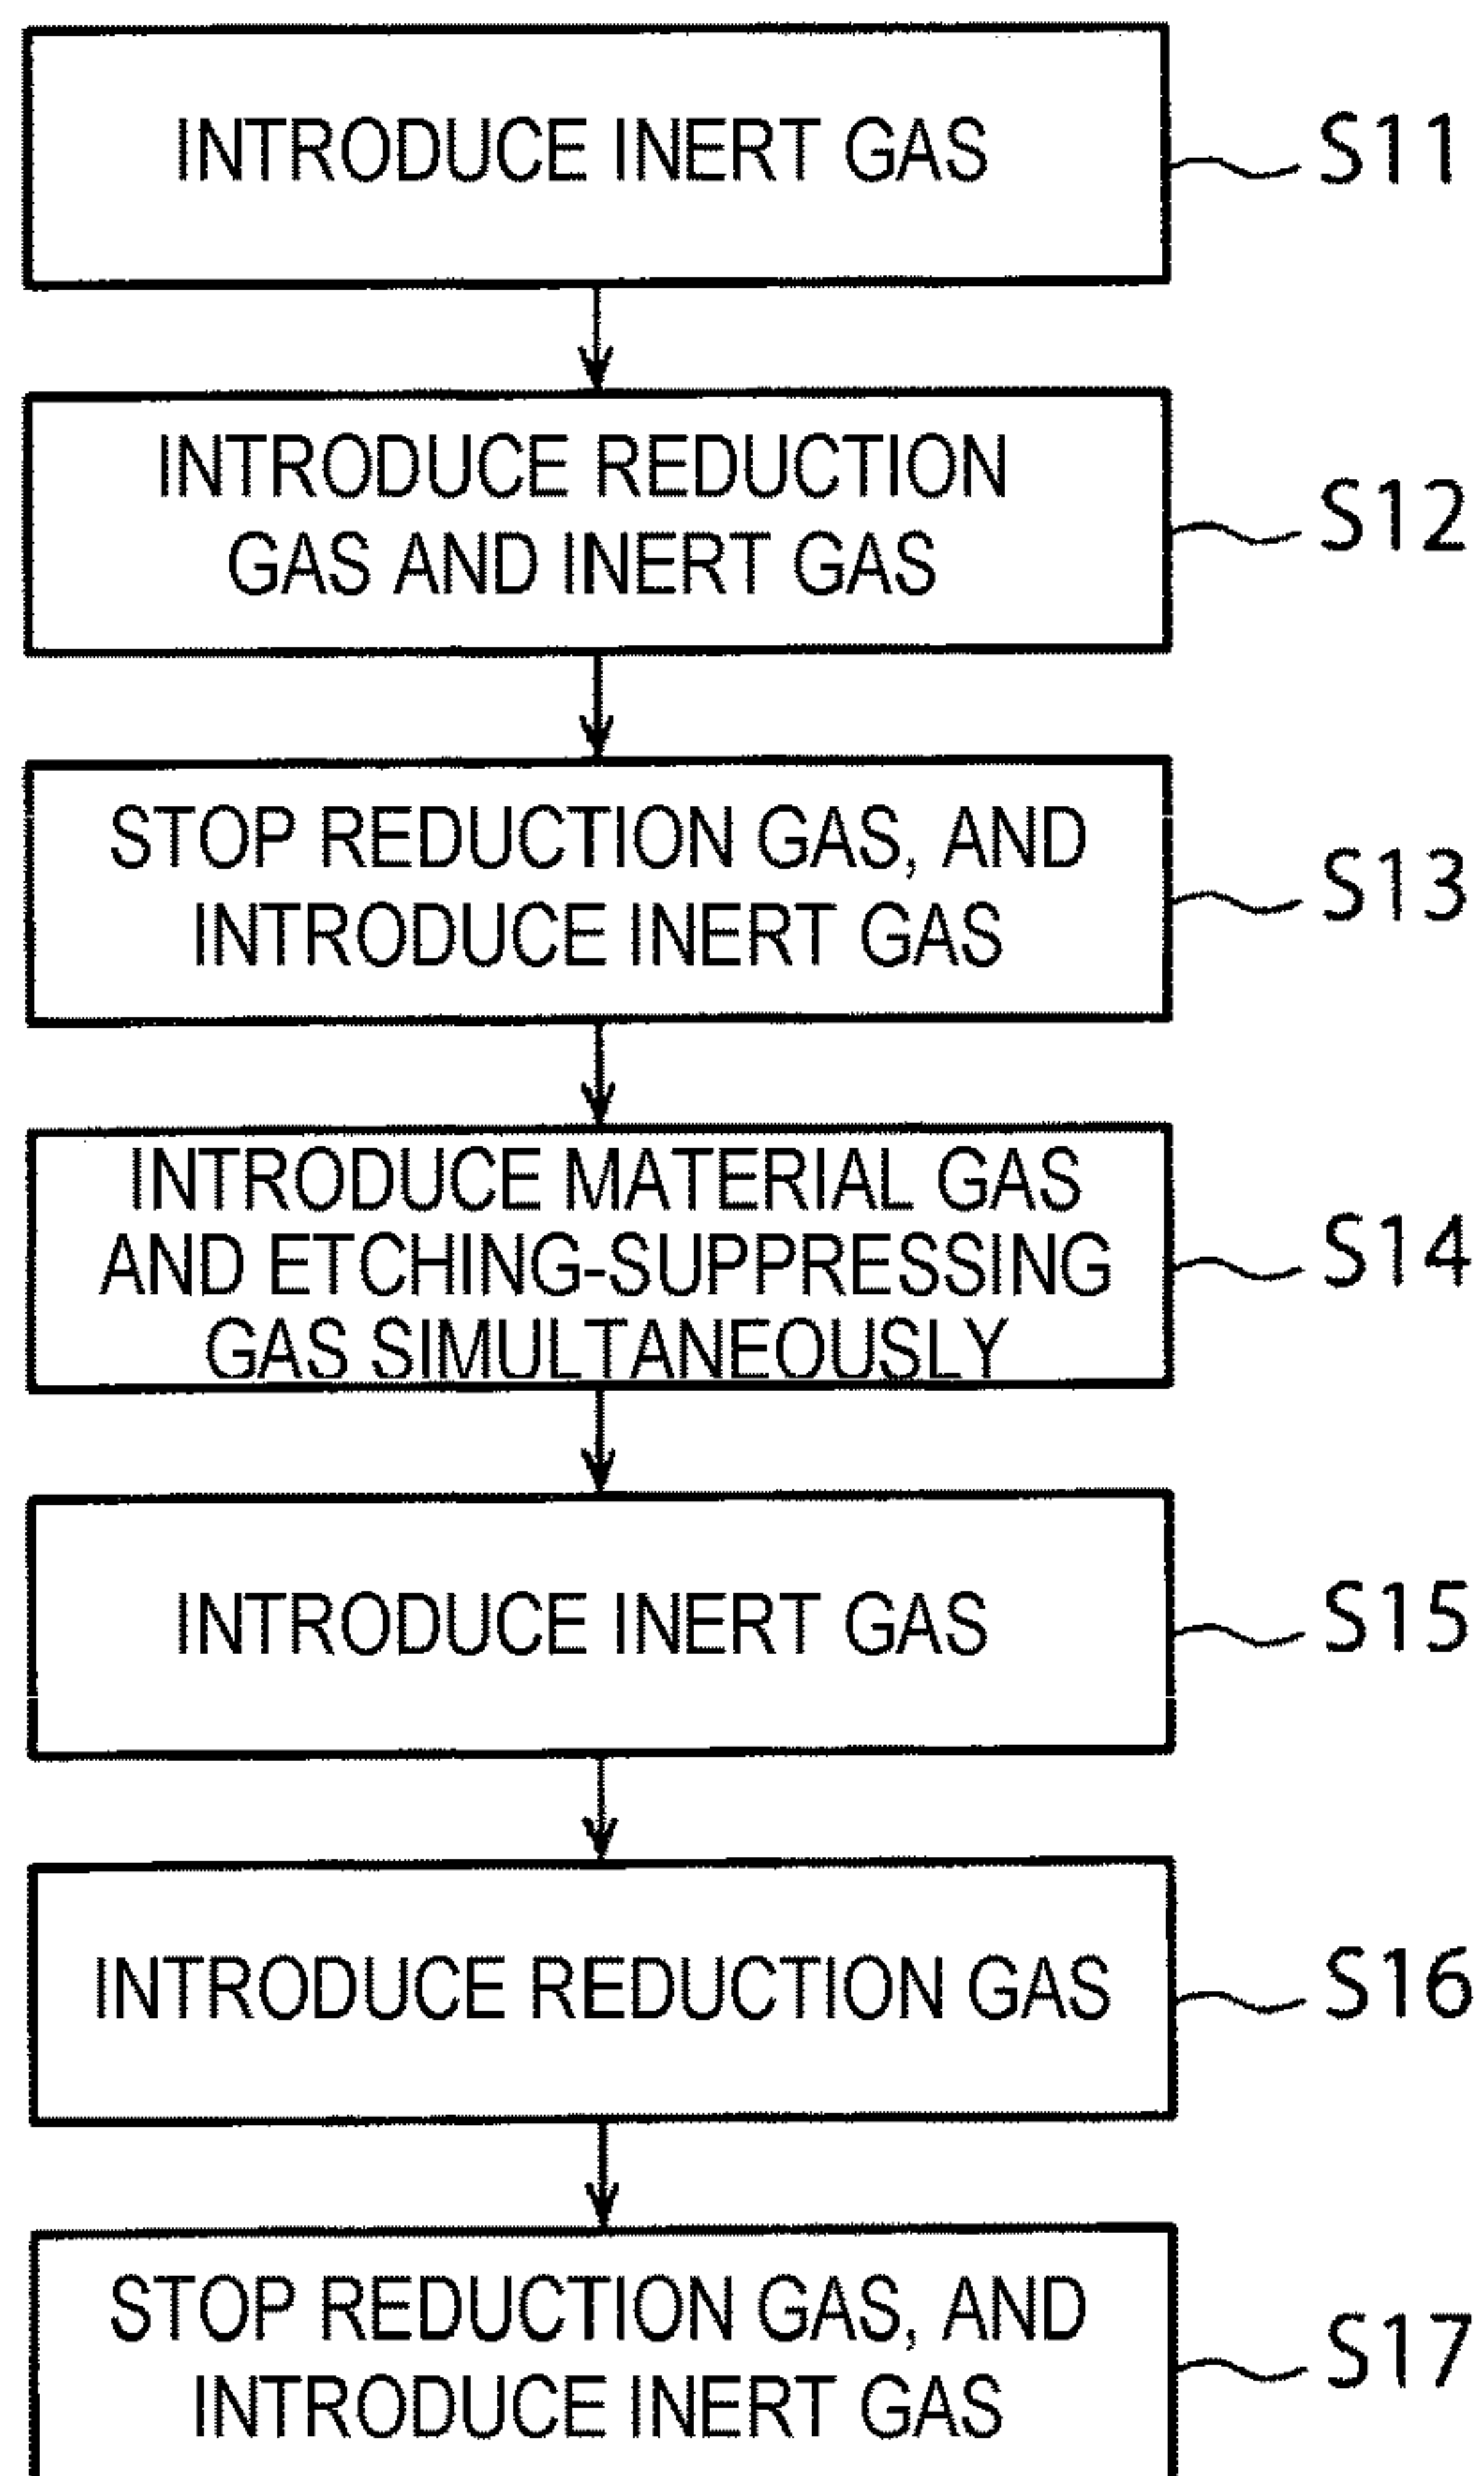 INTRODUCE INERT GAS
S11
INTRODUCE REDUCTION
GAS AND INERT GAS
S12
STOP REDUCTION GAS, AND
INTRODUCE INERT GAS
S13
INTRODUCE MATERIAL GAS
AND ETCHING-SUPPRESSING
GAS SIMULTANEOUSLY
S14
INTRODUCE INERT GAS
S15
INTRODUCE REDUCTION GAS
S16
STOP REDUCTION GAS, AND
INTRODUCE INERT GAS
S17